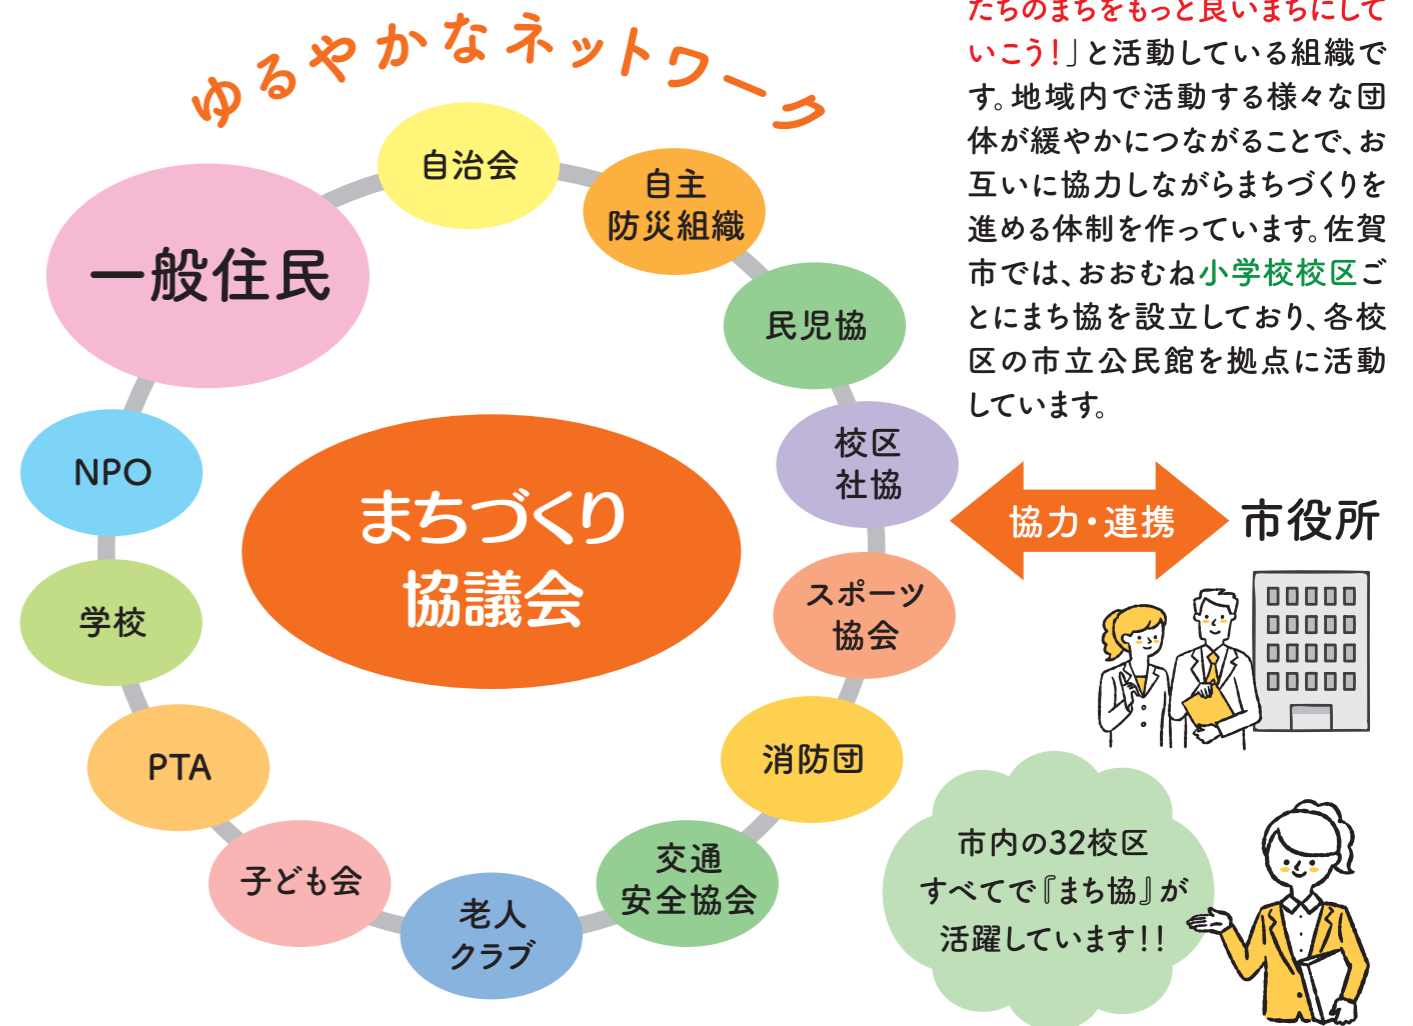 ゆるやかなネットワーク
自治会
自主
防災組織
民児協
校区
社協
スポーツ
協会
消防団
交通
安全協会
老人
クラブ
子ども会
PTA
学校
NPO
一般住民
まちづくり
協議会
たちのまちをもっと良いまちにして
いこう！」と活動している組織で
す。地域内で活動する様々な団
体が緩やかにつながることで、お
互いに協力しながらまちづくりを
進める体制を作っています。佐賀
市では、おおむね小学校校区ご
とにまち協を設立しており、各校
区の市立公民館を拠点に活動
しています。
協力・連携
市役所
市内の32校区
すべてで『まち協』が
活躍しています！！